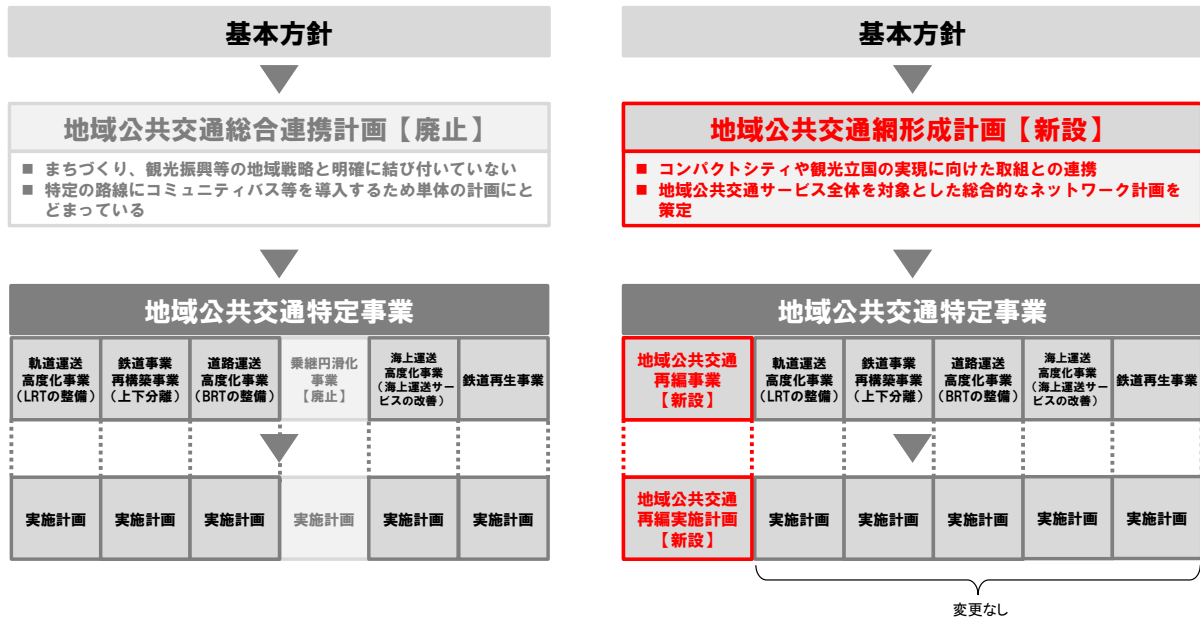 基本方針
地域公共交通総合連携計画【廃止】
■ まちづくり、観光振興等の地域戦略と明確に結び付いていない
■ 特定の路線にコミュニティバス等を導入するため単体の計画にと
どまっている
地域公共交通特定事業
軌道運送
高度化事業
(LRTの整備)
鉄道事業
再構築事業
(上下分離)
道路運送
高度化事業
(BRTの整備)
乗継円滑化
事業
【廃止】
海上運送
高度化事業
(海上運送サー
ビスの改善)
鉄道再生事業
実施計画
実施計画
実施計画
実施計画
実施計画
実施計画
基本方針
地域公共交通網形成計画【新設】
■ コンパクトシティや観光立国の実現に向けた取組との連携
■ 地域公共交通サービス全体を対象とした総合的なネットワーク計画を
策定
地域公共交通特定事業
地域公共交通
再編事業
【新設】
軌道運送
高度化事業
(LRTの整備)
鉄道事業
再構築事業
(上下分離)
道路運送
高度化事業
(BRTの整備)
海上運送
高度化事業
(海上運送サー
ビスの改善)
鉄道再生事業
地域公共交通
再編実施計画
【新設】
実施計画
実施計画
実施計画
実施計画
実施計画
変更なし